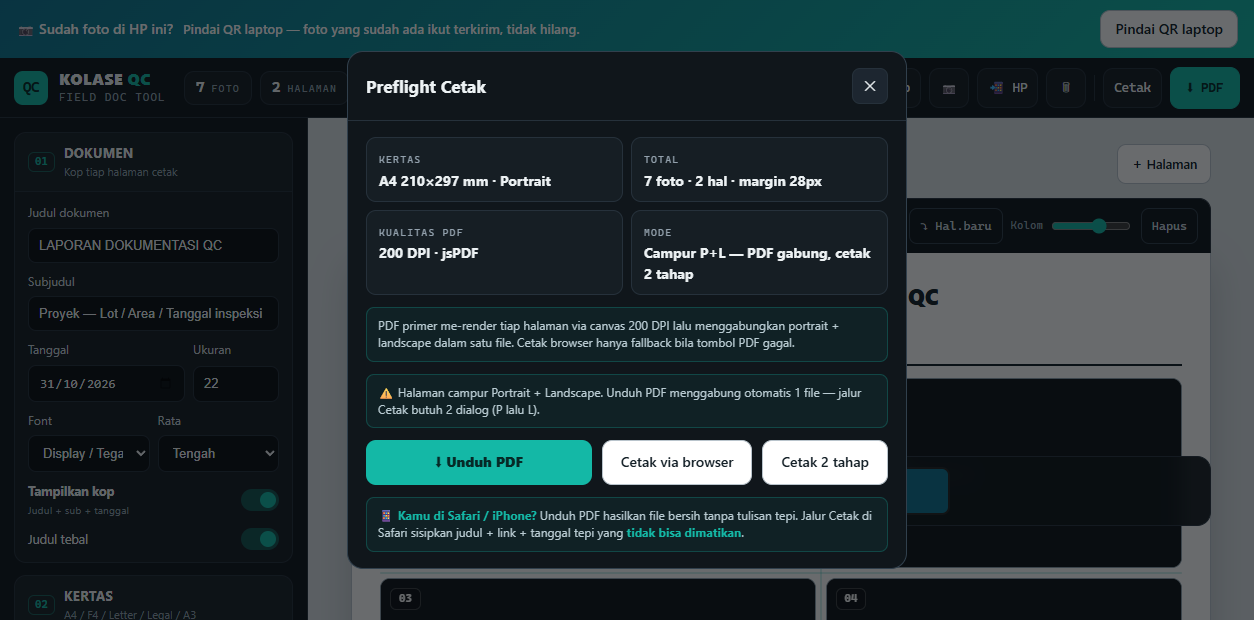 Sudah foto di HP ini? Pindai QR laptop — foto yang sudah ada ikut terkirim, tidak hilang.
Pindai QR laptop
QC
KOLASE QC
FIELD DOC TOOL
7 FOTO
2 HALAMAN
HP
Cetak
⬇ PDF
01
DOKUMEN
Kop tiap halaman cetak
Judul dokumen
LAPORAN DOKUMENTASI QC
Subjudul
Proyek — Lot / Area / Tanggal inspeksi
Tanggal
Ukuran
31/10/2026
22
Font
Rata
Display / Tega
Tengah
Tampilkan kop
Judul + sub + tanggal
Judul tebal
02
KERTAS
A4 / F4 / Letter / Legal / A3
Preflight Cetak
KERTAS
A4 210×297 mm · Portrait
TOTAL
7 foto · 2 hal · margin 28px
KUALITAS PDF
200 DPI · jsPDF
MODE
Campur P+L — PDF gabung, cetak
2 tahap
PDF primer me-render tiap halaman via canvas 200 DPI lalu menggabungkan portrait +
landscape dalam satu file. Cetak browser hanya fallback bila tombol PDF gagal.
⚠️ Halaman campur Portrait + Landscape. Unduh PDF menggabung otomatis 1 file — jalur
Cetak butuh 2 dialog (P lalu L).
⬇ Unduh PDF
Cetak via browser
Cetak 2 tahap
Kamu di Safari / iPhone? Unduh PDF hasilkan file bersih tanpa tulisan tepi. Jalur Cetak di
Safari sisipkan judul + link + tanggal tepi yang tidak bisa dimatikan.
+ Halaman
Hal.baru
Kolom
Hapus
QC
03
04